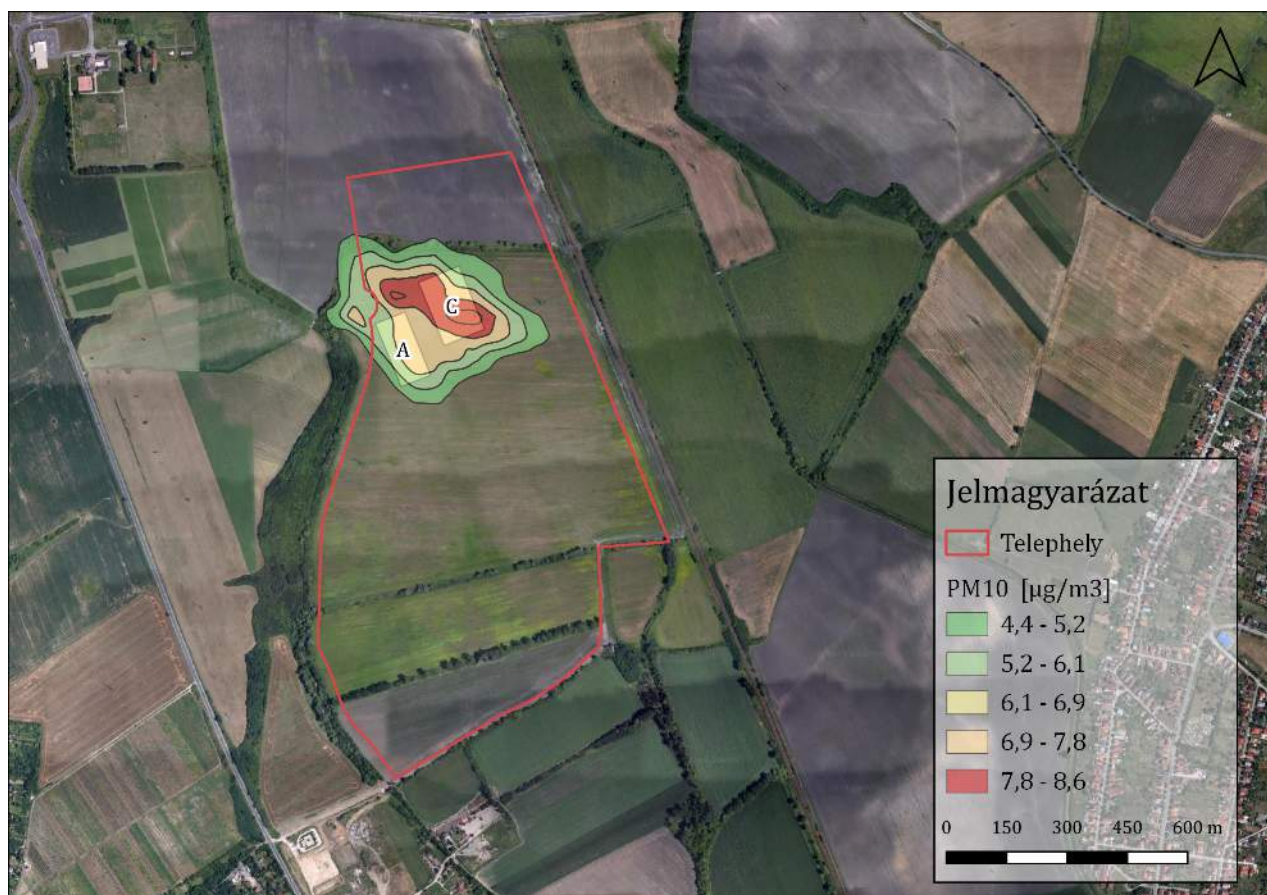 C
A
Jelmagyarázat
Telephely
PM10 [µg/m3]
4,4 - 5,2
5,2 - 6,1
6,1 - 6,9
6,9 - 7,8
7,8 - 8,6
0 150 300 450 600 m